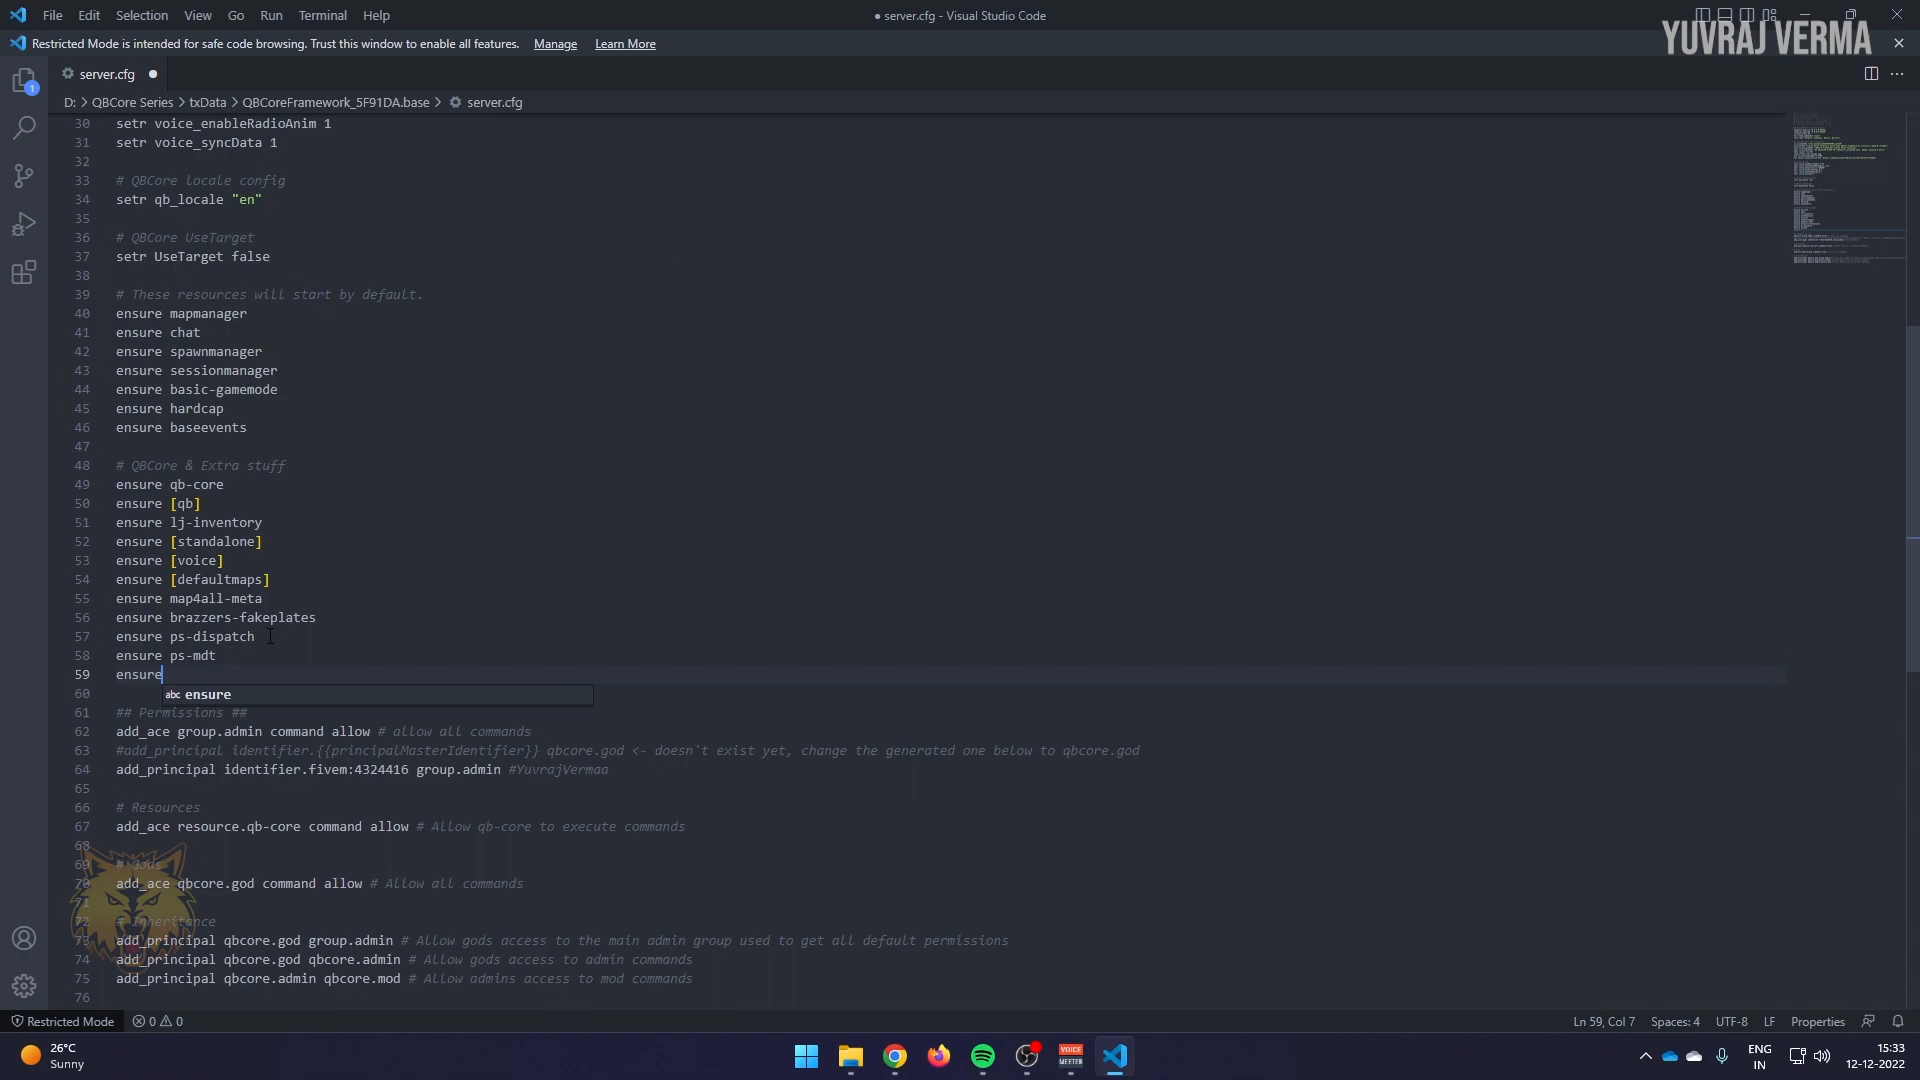 File Edit Selection View Go Run Terminal Help
● server.cfg - Visual Studio Code
YUVRAJ VERMA
Restricted Mode is intended for safe code browsing. Trust this window to enable all features. Manage Learn More
server.cfg ●
D: > QBCore Series > txData > QBCoreFramework_5F91DA.base > server.cfg
30 setr voice_enableRadioAnim 1
31 setr voice_syncData 1
32
33 # QBCore locale config
34 setr qb_locale "en"
35
36 # QBCore UseTarget
37 setr UseTarget false
38
39 # These resources will start by default.
40 ensure mapmanager
41 ensure chat
42 ensure spawnmanager
43 ensure sessionmanager
44 ensure basic-gamemode
45 ensure hardcap
46 ensure baseevents
47
48 # QBCore & Extra stuff
49 ensure qb-core
50 ensure [qb]
51 ensure lj-inventory
52 ensure [standalone]
53 ensure [voice]
54 ensure [defaultmaps]
55 ensure map4all-meta
56 ensure brazzers-fakeplates
57 ensure ps-dispatch
58 ensure ps-mdt
59 ensure
60 abc ensure
61 ## Permissions ##
62 add_ace group.admin command allow # allow all commands
63 #add_principal identifier.{{principalMasterIdentifier}} qbcore.god <- doesn't exist yet, change the generated one below to qbcore.god
64 add_principal identifier.fivem:4324416 group.admin #YuvrajVermaa
65
66 # Resources
67 add_ace resource.qb-core command allow # Allow qb-core to execute commands
68
69 # Gods
70 add_ace qbcore.god command allow # Allow all commands
71
72 # Inheritance
73 add_principal qbcore.god group.admin # Allow gods access to the main admin group used to get all default permissions
74 add_principal qbcore.god qbcore.admin # Allow gods access to admin commands
75 add_principal qbcore.admin qbcore.mod # Allow admins access to mod commands
76
Restricted Mode 0 0 Ln 59, Col 7 Spaces: 4 UTF-8 LF Properties
26°C
Sunny
VOICE
MEETER
ENG
IN
15:33
12-12-2022